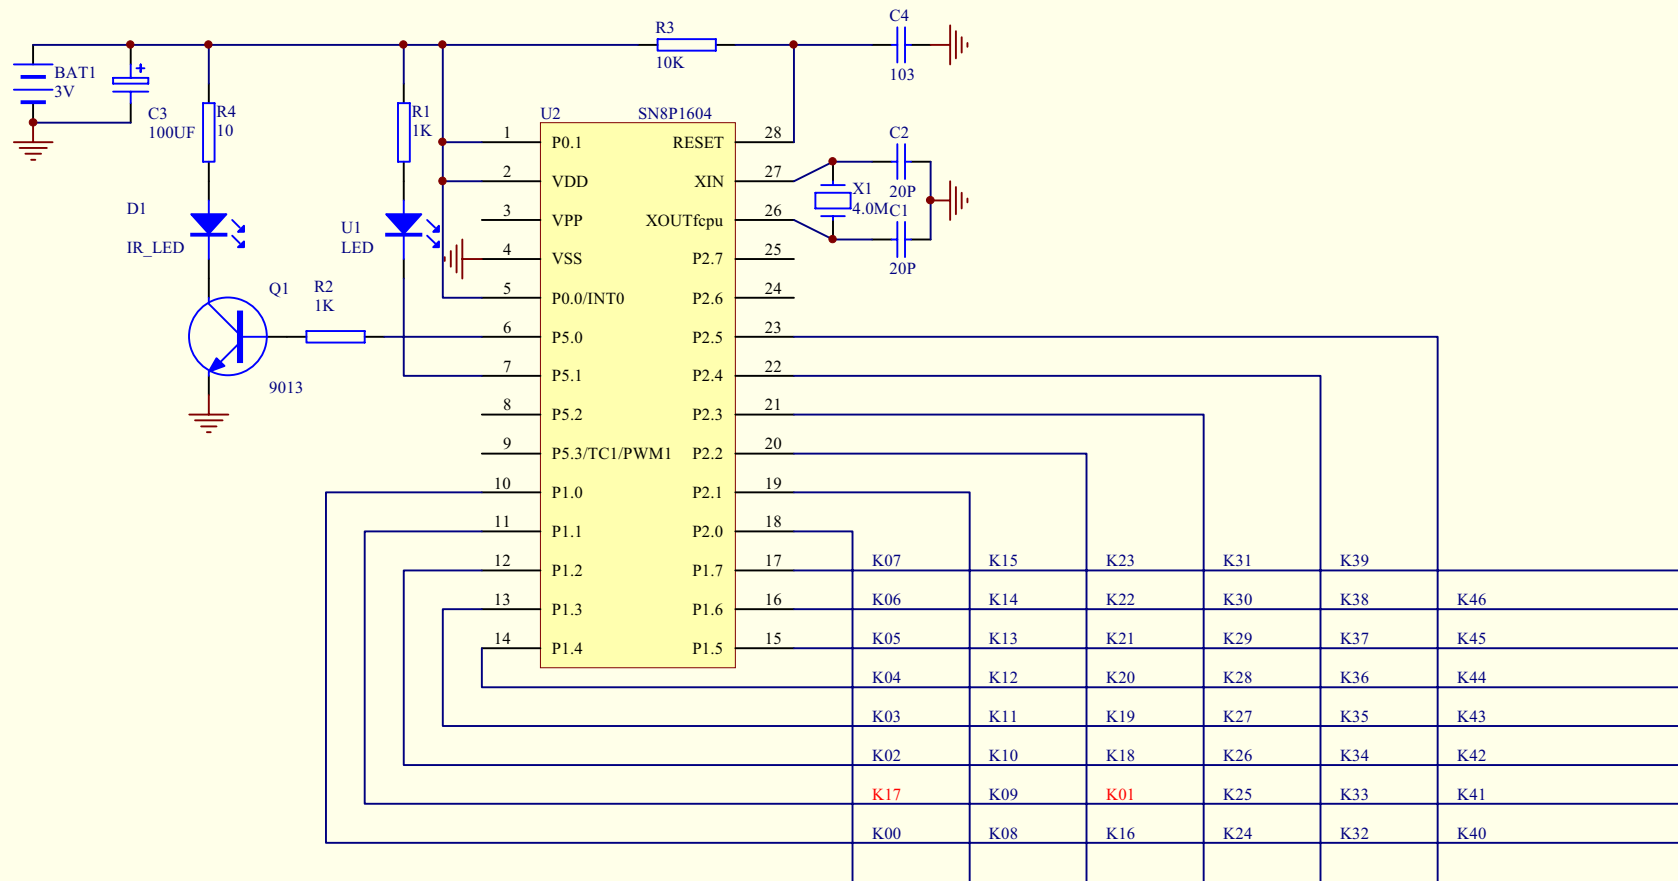 C4
R3
10K
103
BAT1
3V
+
C3
100UF
R4
10
R1
1K
U2
SN8P1604
1
P0.1
RESET
28
C2
2
VDD
XIN
27
X1
4.0M
20P
C1
20P
D1
IR_LED
U1
LED
3
VPP
XOUTfcpu
26
4
VSS
P2.7
25
Q1
R2
1K
9013
5
P0.0/INT0
P2.6
24
6
P5.0
P2.5
23
7
P5.1
P2.4
22
8
P5.2
P2.3
21
9
P5.3/TC1/PWM1
P2.2
20
10
P1.0
P2.1
19
11
P1.1
P2.0
18
12
P1.2
P1.7
17
13
P1.3
P1.6
16
14
P1.4
P1.5
15
K07 K15 K23 K31 K39
K06 K14 K22 K30 K38 K46
K05 K13 K21 K29 K37 K45
K04 K12 K20 K28 K36 K44
K03 K11 K19 K27 K35 K43
K02 K10 K18 K26 K34 K42
K17 K09 K01 K25 K33 K41
K00 K08 K16 K24 K32 K40